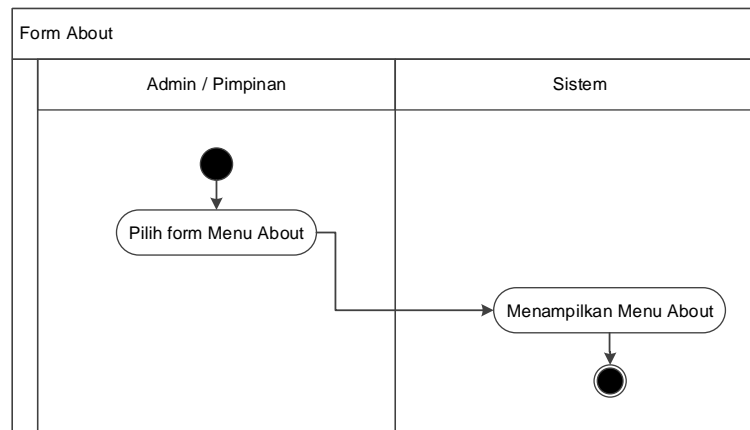 Form About
Admin / Pimpinan
Sistem
Pilih form Menu About
Menampilkan Menu About